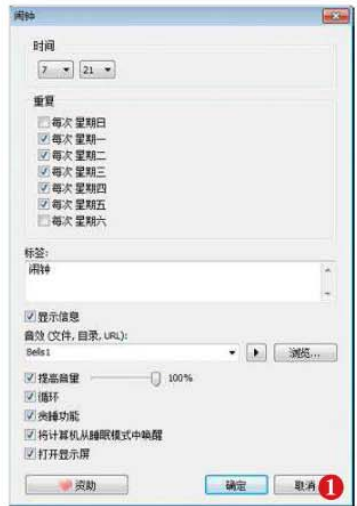 闹钟
时间
7 21
重复
每次 星期日
每次 星期一
每次 星期二
每次 星期三
每次 星期四
每次 星期五
每次 星期六
标签:
闹钟
显示信息
音效 (文件, 目录, URL):
Bells1 浏览...
提高音量 100%
循环
贪睡功能
将计算机从睡眠模式中唤醒
打开显示屏
资助 确定 取消 1